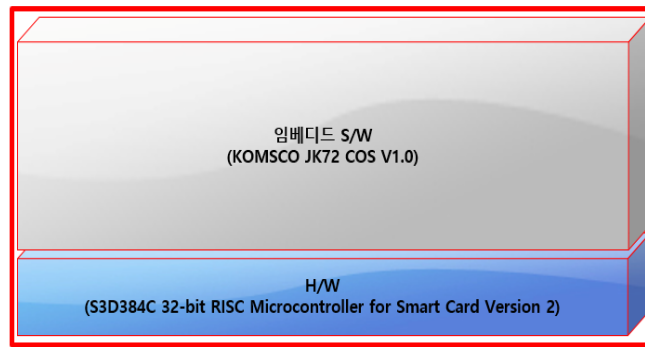 임베디드 S/W
(KOMSCO JK72 COS V1.0)
H/W
(S3D384C 32-bit RISC Microcontroller for Smart Card Version 2)